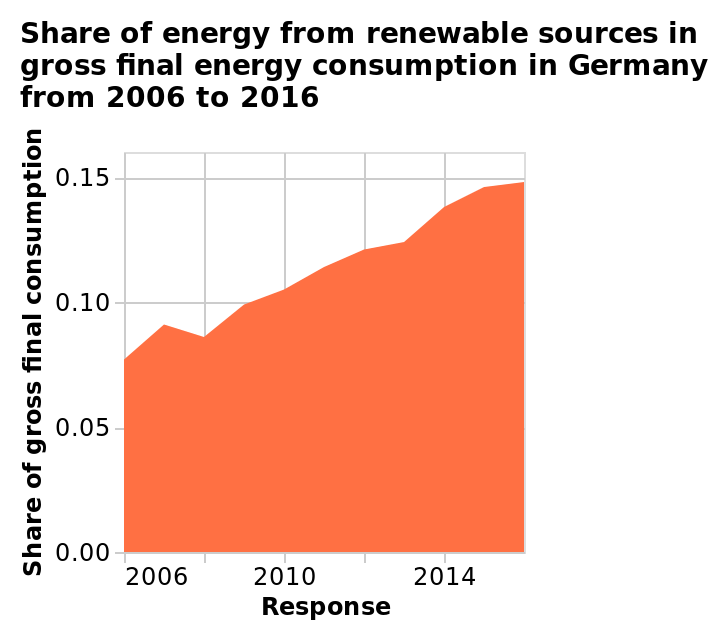 Share of energy from renewable sources in
gross final energy consumption in Germany
from 2006 to 2016
Share of gross final consumption
0.15
0.10
0.05
0.00
2006 2010 2014
Response